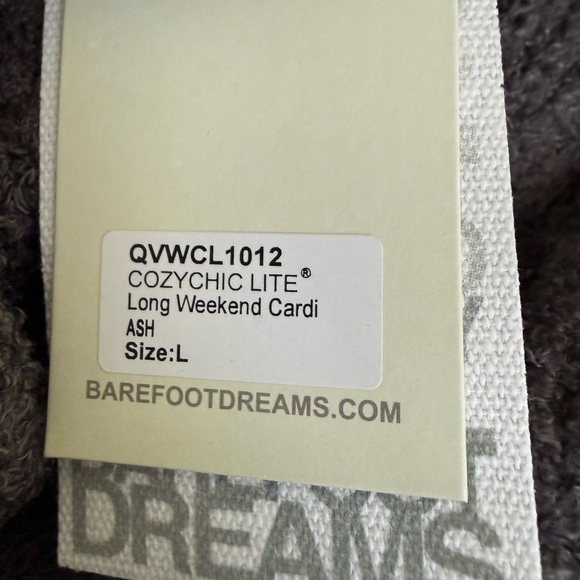 QVWCL1012
COZYCHIC LITE®
Long Weekend Cardi
ASH
Size:L
BAREFOOTDREAMS.COM
DREAMS